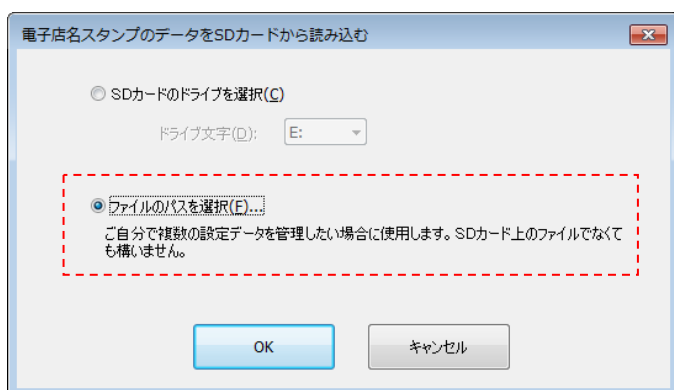 電子店名スタンプのデータをSDカードから読み込む
SDカードのドライブを選択(C)
ドライブ文字(D):
E:
ファイルのパスを選択(F)...
ご自分で複数の設定データを管理したい場合に使用します。SDカード上のファイルでなくて
も構いません。
OK
キャンセル